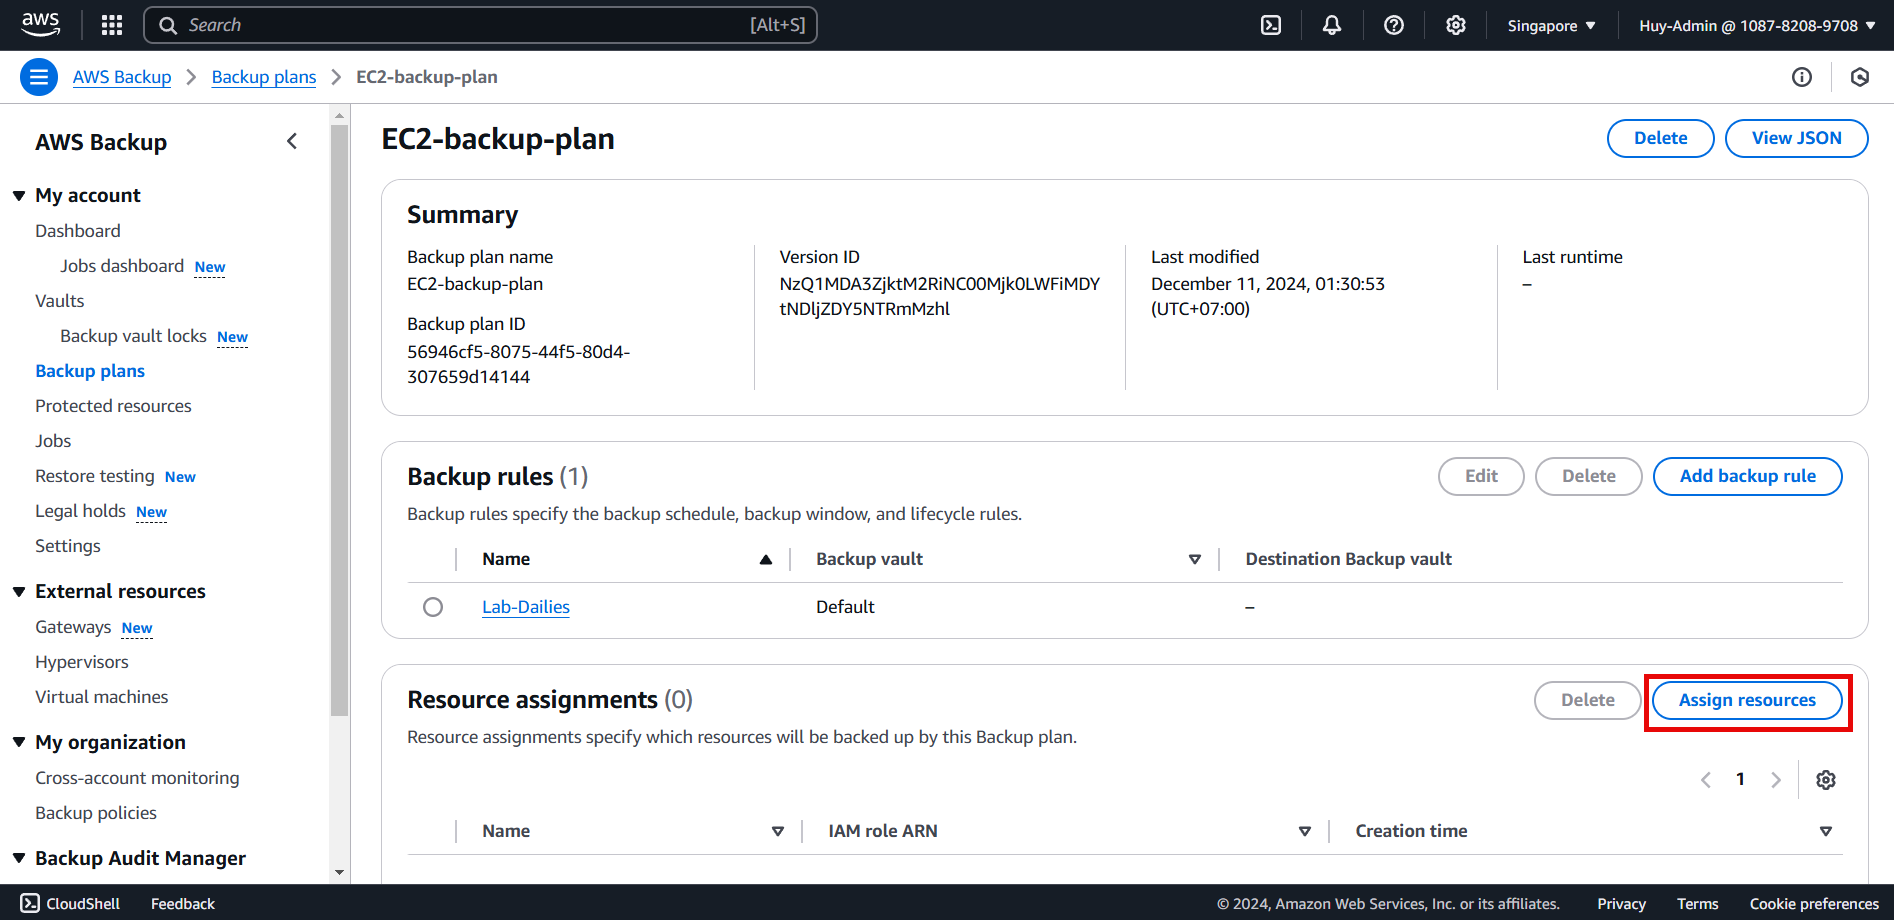 aws
Search
[Alt+S]
Singapore
Huy-Admin @ 1087-8208-9708
AWS Backup
Backup plans
EC2-backup-plan
AWS Backup
My account
Dashboard
Jobs dashboard New
Vaults
Backup vault locks New
Backup plans
Protected resources
Jobs
Restore testing New
Legal holds New
Settings
External resources
Gateways New
Hypervisors
Virtual machines
My organization
Cross-account monitoring
Backup policies
Backup Audit Manager
EC2-backup-plan
Delete
View JSON
Summary
Backup plan name
EC2-backup-plan
Backup plan ID
56946cf5-8075-44f5-80d4-
307659d14144
Version ID
NzQ1MDA3ZjktM2RiNC00Mjk0LWFiMDY
tNDljZDY5NTRmMzhl
Last modified
December 11, 2024, 01:30:53
(UTC+07:00)
Last runtime
–
Backup rules (1)
Edit
Delete
Add backup rule
Backup rules specify the backup schedule, backup window, and lifecycle rules.
Name
Backup vault
Destination Backup vault
Lab-Dailies
Default
–
Resource assignments (0)
Delete
Assign resources
Resource assignments specify which resources will be backed up by this Backup plan.
1
Name
IAM role ARN
Creation time
CloudShell
Feedback
© 2024, Amazon Web Services, Inc. or its affiliates.
Privacy
Terms
Cookie preferences